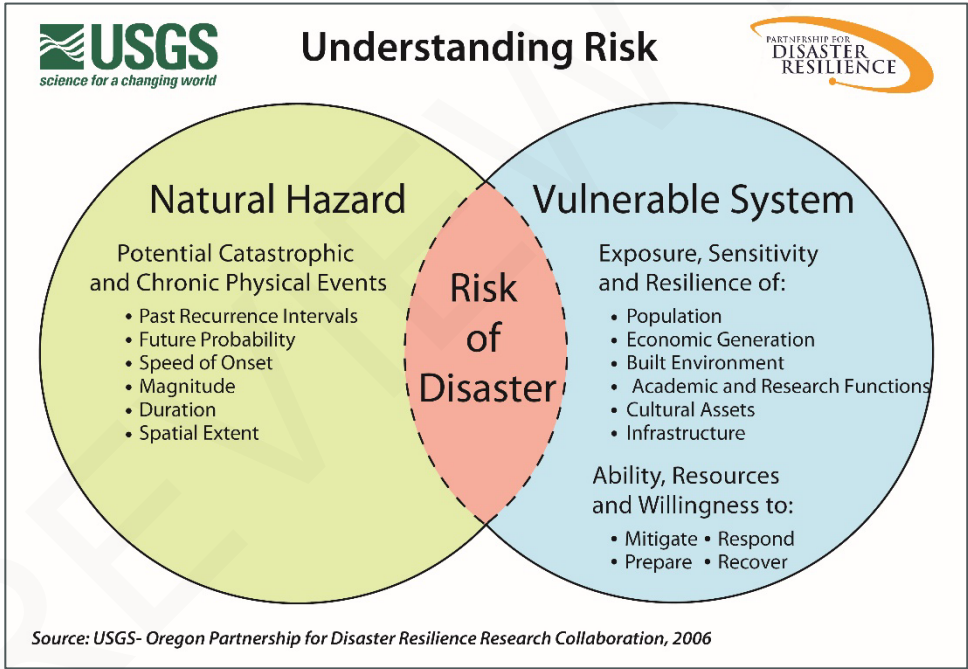 USGS
science for a changing world
Understanding Risk
PARTNERSHIP FOR
DISASTER
RESILIENCE
Natural Hazard
Potential Catastrophic
and Chronic Physical Events
• Past Recurrence Intervals
• Future Probability
• Speed of Onset
• Magnitude
• Duration
• Spatial Extent
Risk
of
Disaster
Vulnerable System
Exposure, Sensitivity
and Resilience of:
• Population
• Economic Generation
• Built Environment
• Academic and Research Functions
• Cultural Assets
• Infrastructure
Ability, Resources
and Willingness to:
• Mitigate • Respond
• Prepare • Recover
Source: USGS- Oregon Partnership for Disaster Resilience Research Collaboration, 2006
REVIEW